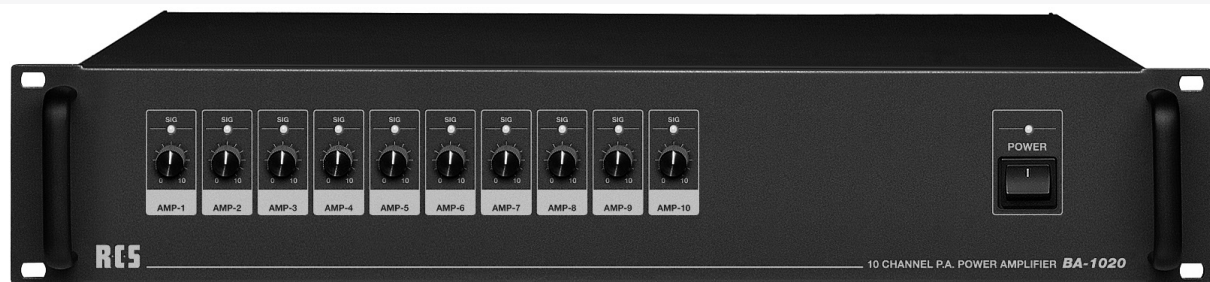 SIG SIG SIG SIG SIG SIG SIG SIG SIG SIG
0 10 0 10 0 10 0 10 0 10 0 10 0 10 0 10 0 10 0 10
AMP-1 AMP-2 AMP-3 AMP-4 AMP-5 AMP-6 AMP-7 AMP-8 AMP-9 AMP-10
POWER
I
RCS
10 CHANNEL P.A. POWER AMPLIFIER BA-1020